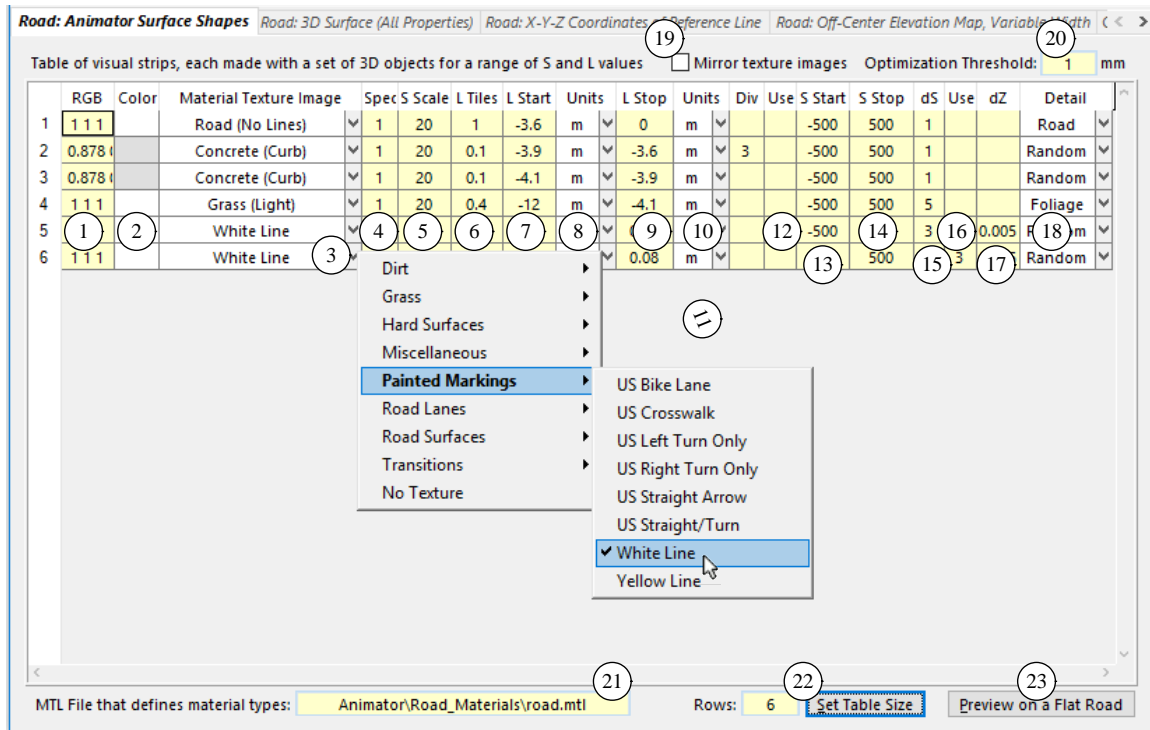 Road: Animator Surface Shapes Road: 3D Surface (All Properties) Road: X-Y-Z Coordinates of Reference Line Road: Off-Center Elevation Map, Variable Width
19 20
Table of visual strips, each made with a set of 3D objects for a range of S and L values Mirror texture images Optimization Threshold: 1 mm
RGB Color Material Texture Image Spec S Scale L Tiles L Start Units L Stop Units Div Use S Start S Stop dS Use dZ Detail
1 1 1 1 Road (No Lines) 1 20 1 -3.6 m 0 m -500 500 1 Road
2 0.878 Concrete (Curb) 1 20 0.1 -3.9 m -3.6 m 3 -500 500 1 Random
3 0.878 Concrete (Curb) 1 20 0.1 -4.1 m -3.9 m -500 500 1 Random
4 1 1 1 Grass (Light) 1 20 0.4 -12 m -4.1 m -500 500 5 Foliage
5 1 2 White Line 4 5 6 7 8 9 10 12 -500 14 3 16 0.005 18
6 1 1 1 White Line 3 0.08 m 13 500 15 3 17 Random
Dirt
Grass
Hard Surfaces
11
Miscellaneous
Painted Markings
Road Lanes
Road Surfaces
Transitions
No Texture
US Bike Lane
US Crosswalk
US Left Turn Only
US Right Turn Only
US Straight Arrow
US Straight/Turn
White Line
Yellow Line
21 22 23
MTL File that defines material types: Animator\Road_Materials\road.mtl Rows: 6 Set Table Size Preview on a Flat Road